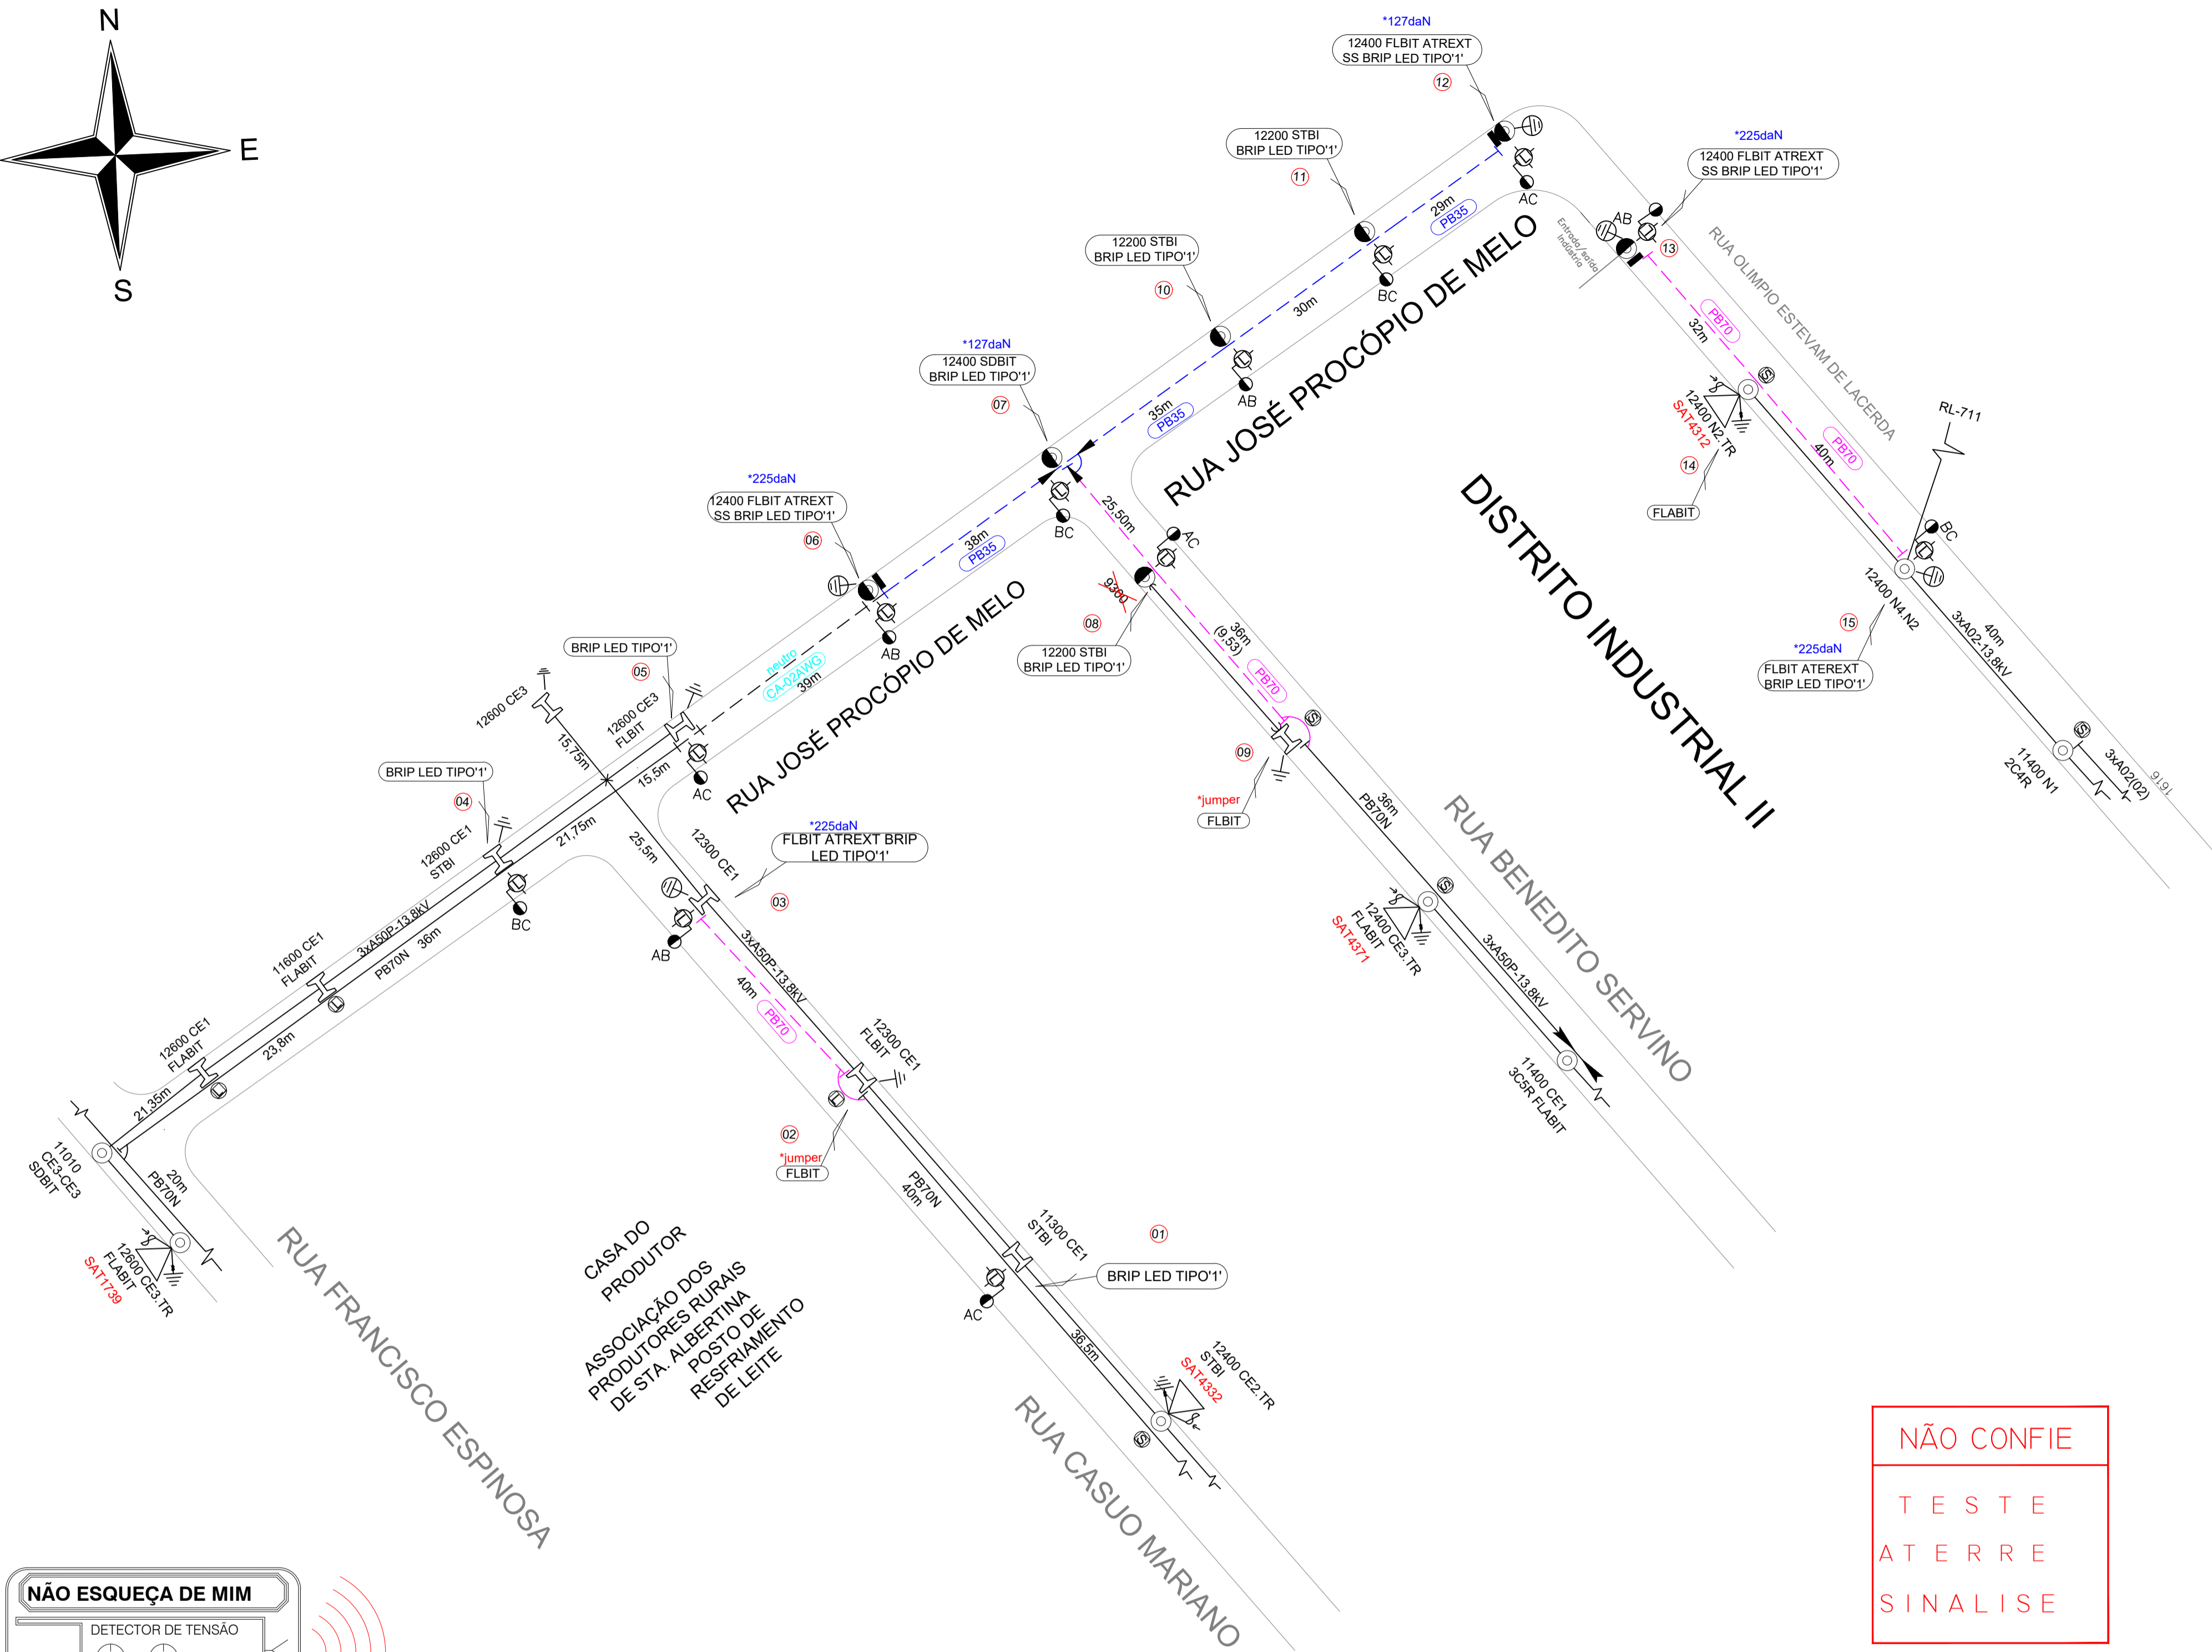 N
E
S
*127daN
12400 FLBIT ATREXT
SS BRIP LED TIPO'1'
12
12200 STBI
BRIP LED TIPO'1'
11
*225daN
12400 FLBIT ATREXT
SS BRIP LED TIPO'1'
13
AB
AC
29m
PB35
BC
Entrada/saída
indústria
RUA OLIMPIO ESTEVAM DE LACERDA
12200 STBI
BRIP LED TIPO'1'
10
30m
AB
RUA JOSÉ PROCÓPIO DE MELO
PB70
32m
12400 N2.TR
SAT4312
14
FLABIT
40m
PB70
RL-711
BC
12400 N4.N2
15
*225daN
FLBIT ATEREXT
BRIP LED TIPO'1'
40m
3xA02-13,8kV
11400 N1
2C4R
3xA02(02)
1616
*127daN
12400 SDBIT
BRIP LED TIPO'1'
07
35m
PB35
BC
25,50m
AC
DISTRITO INDUSTRIAL II
*225daN
12400 FLBIT ATREXT
SS BRIP LED TIPO'1'
06
38m
PB35
AB
9300
08
12200 STBI
BRIP LED TIPO'1'
36m
(9,53)
PB70
09
*jumper
FLBIT
36m
PB70N
RUA BENEDITO SERVINO
12400 CE3.TR
FLABIT
SAT4371
3xA50P-13,8kV
11400 CE1
3C5R FLABIT
BRIP LED TIPO'1'
05
neutro
CA-02AWG
39m
12600 CE3
12600 CE3
FLBIT
15,75m
15,5m
AC
RUA JOSÉ PROCÓPIO DE MELO
BRIP LED TIPO'1'
04
12600 CE1
STBI
21,75m
25,5m
BC
12300 CE1
*225daN
FLBIT ATREXT BRIP
LED TIPO'1'
03
AB
3xA50P-13,8kV
40m
PB70
11600 CE1
FLABIT
3xA50P-13,8kV
PB70N
36m
12600 CE1
FLABIT
23,8m
21,35m
12300 CE1
FLBIT
02
*jumper
FLBIT
11010
CE3-CE3
SDBIT
20m
PB70N
12600 CE3.TR
FLABIT
SAT1739
RUA FRANCISCO ESPINOSA
CASA DO
PRODUTOR
ASSOCIAÇÃO DOS
PRODUTORES RURAIS
DE STA. ALBERTINA
POSTO DE
RESFRIAMENTO
DE LEITE
PB70N
40m
11300 CE1
STBI
01
BRIP LED TIPO'1'
AC
36,5m
12400 CE2.TR
STBI
SAT4332
RUA CASUO MARIANO
NÃO CONFIE
TESTE
ATERRE
SINALISE
NÃO ESQUEÇA DE MIM
DETECTOR DE TENSÃO